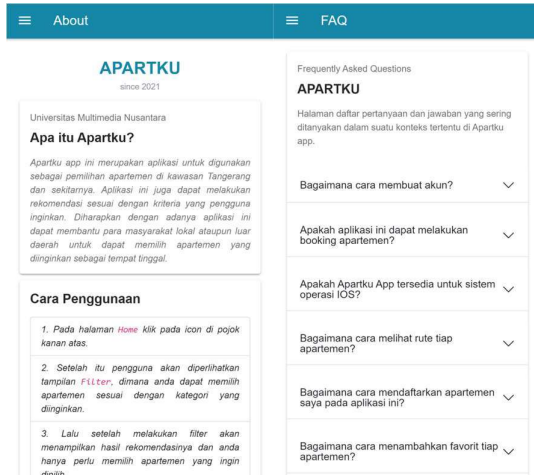 About
APARTKU
since 2021
Universitas Multimedia Nusantara
Apa itu Apartku?
Apartku app ini merupakan aplikasi untuk digunakan
sebagai pemilihan apartemen di kawasan Tangerang
dan sekitarnya. Aplikasi ini juga dapat melakukan
rekomendasi sesuai dengan kriteria yang pengguna
inginkan. Diharapkan dengan adanya aplikasi ini
dapat membantu para masyarakat lokal ataupun luar
daerah untuk dapat memilih apartemen yang
diinginkan sebagai tempat tinggal.
Cara Penggunaan
1. Pada halaman Home klik pada icon di pojok
kanan atas.
2. Setelah itu pengguna akan diperlihatkan
tampilan Filter, dimana anda dapat memilih
apartemen sesuai dengan kategori yang
diinginkan.
3. Lalu setelah melakukan filter akan
menampilkan hasil rekomendasinya dan anda
hanya perlu memilih apartemen yang ingin
dipilih
FAQ
Frequently Asked Questions
APARTKU
Halaman daftar pertanyaan dan jawaban yang sering
ditanyakan dalam suatu konteks tertentu di Apartku
app.
Bagaimana cara membuat akun?
Apakah aplikasi ini dapat melakukan
booking apartemen?
Apakah Apartku App tersedia untuk sistem
operasi IOS?
Bagaimana cara melihat rute tiap
apartemen?
Bagaimana cara mendaftarkan apartemen
saya pada aplikasi ini?
Bagaimana cara menambahkan favorit tiap
apartemen?